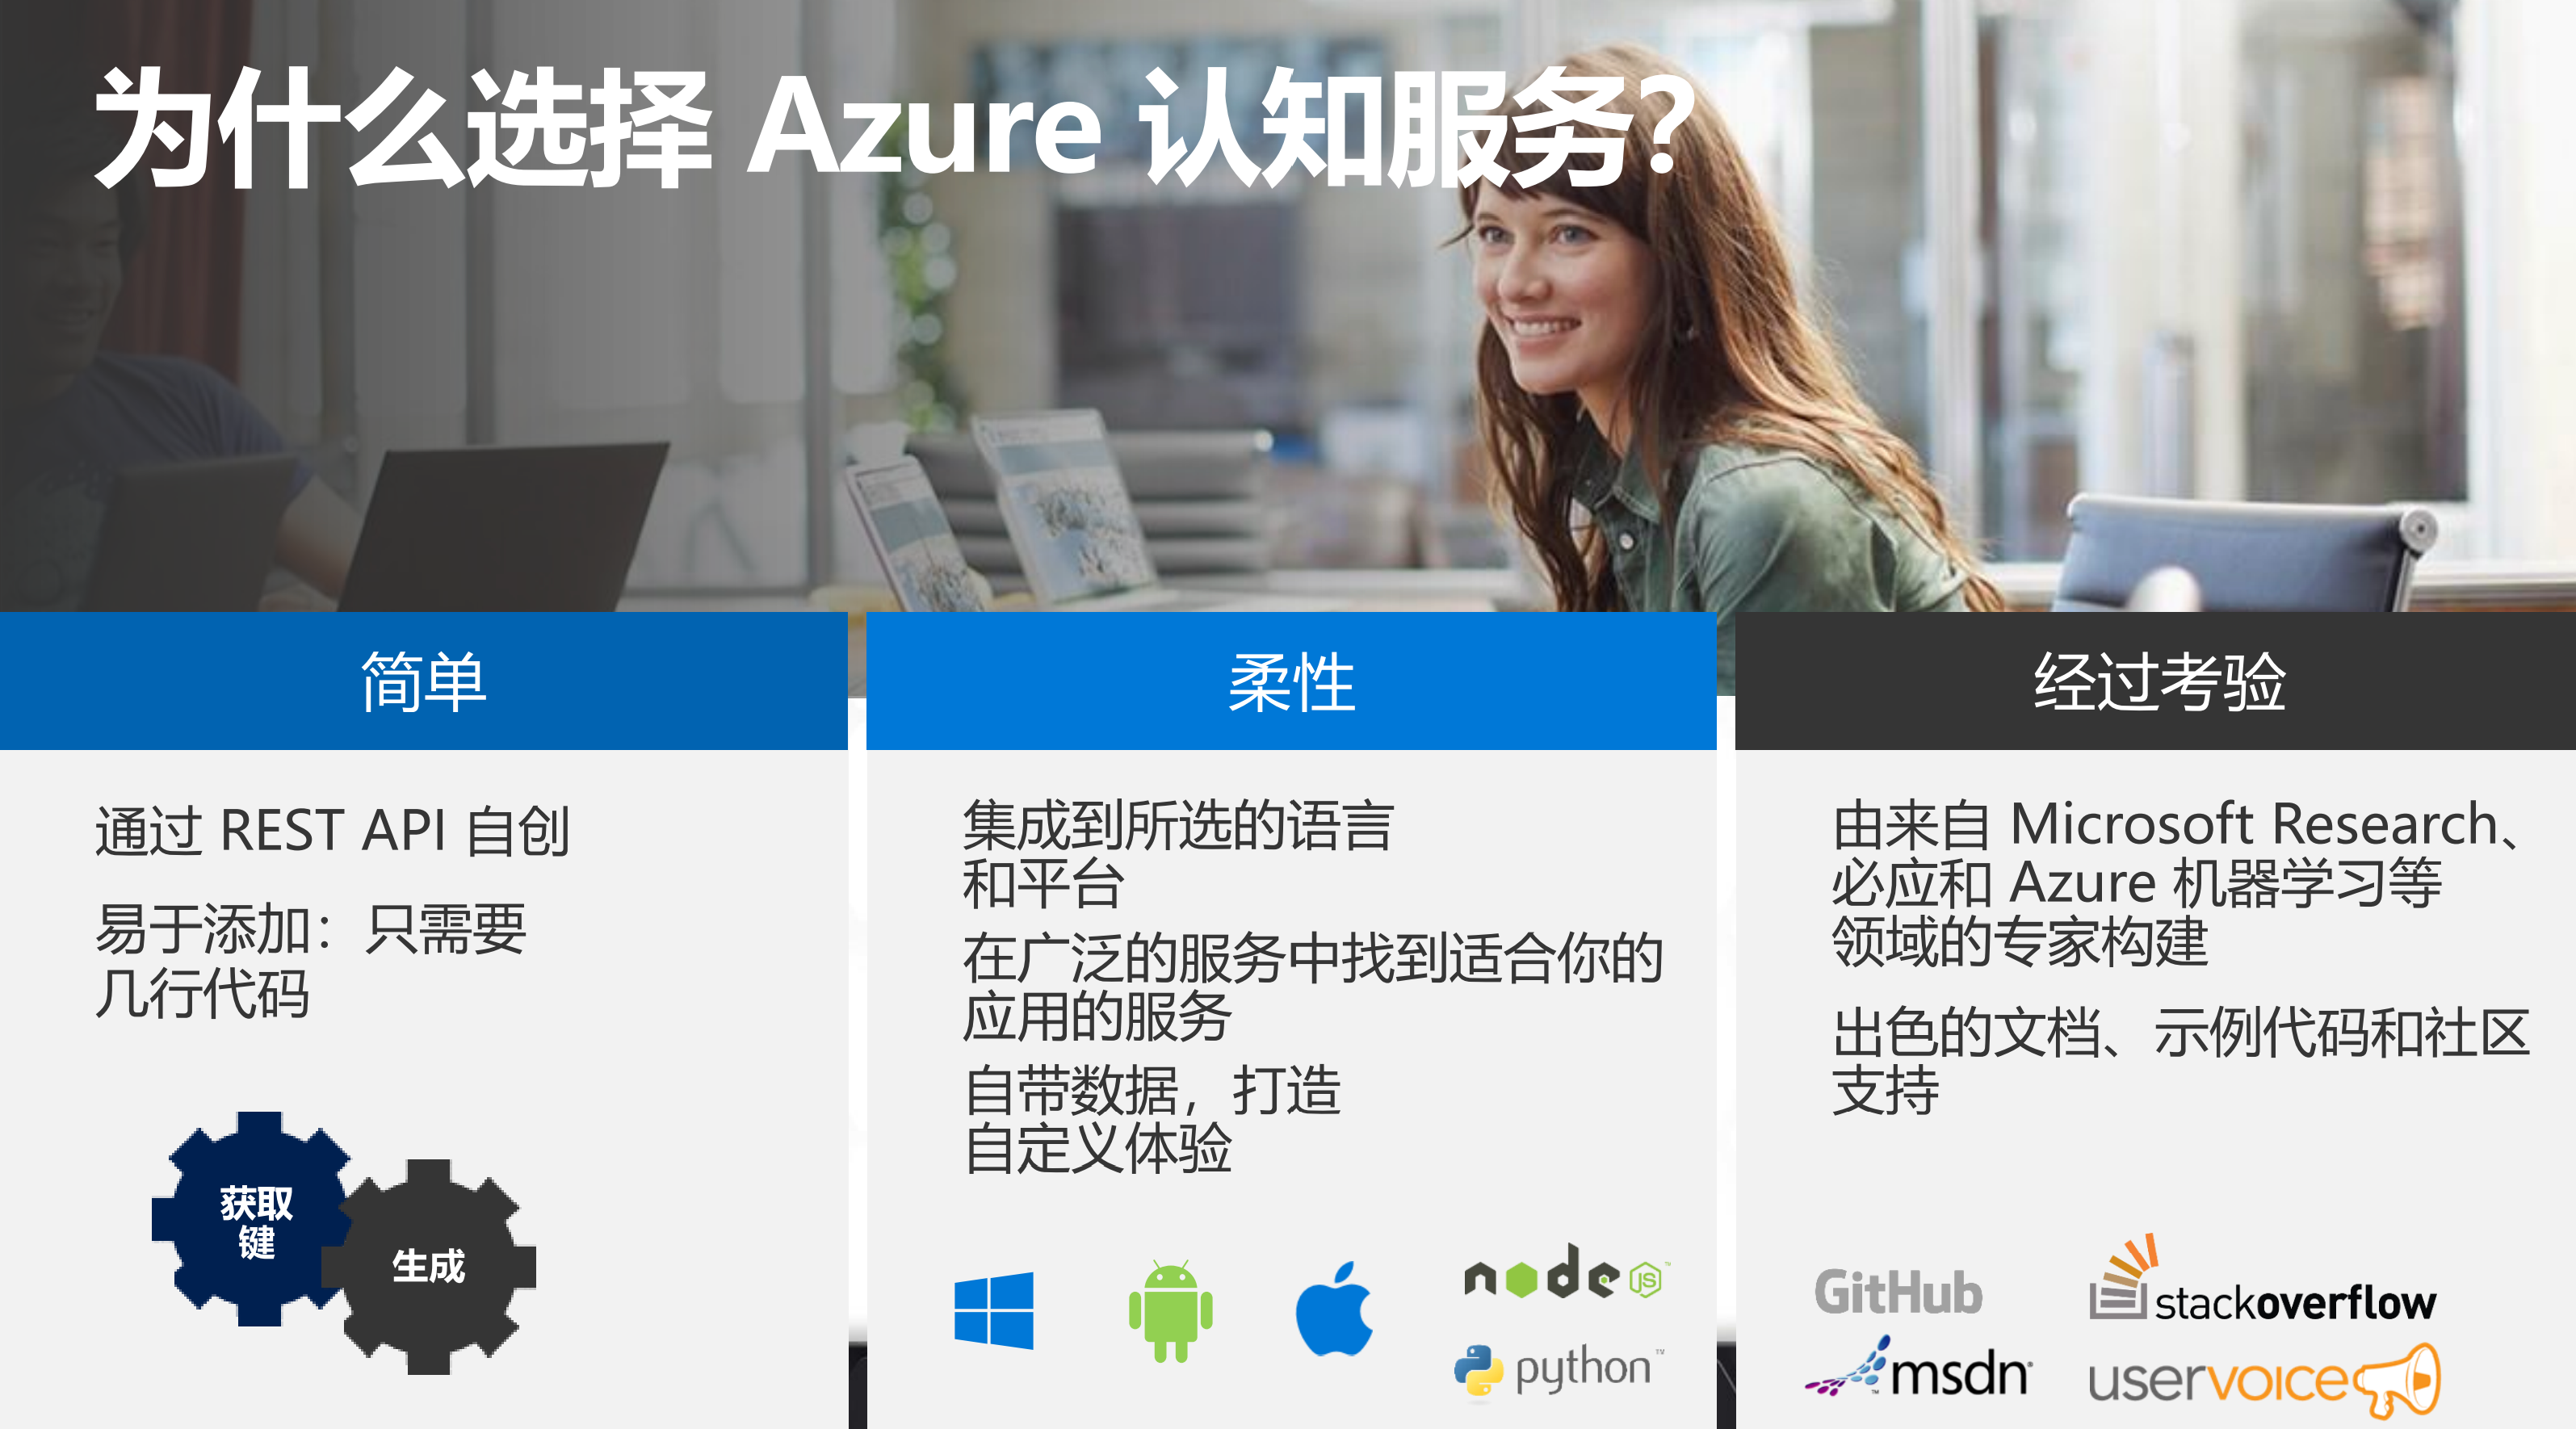 为什么选择 Azure 认知服务?
简单
通过 REST API 自创
易于添加：只需要
几行代码
获取
键
生成
柔性
集成到所选的语言
和平台
在广泛的服务中找到适合你的
应用的服务
自带数据，打造
自定义体验
node JS™
python™
经过考验
由来自 Microsoft Research、
必应和 Azure 机器学习等
领域的专家构建
出色的文档、示例代码和社区
支持
GitHub
stackoverflow
msdn
uservoice